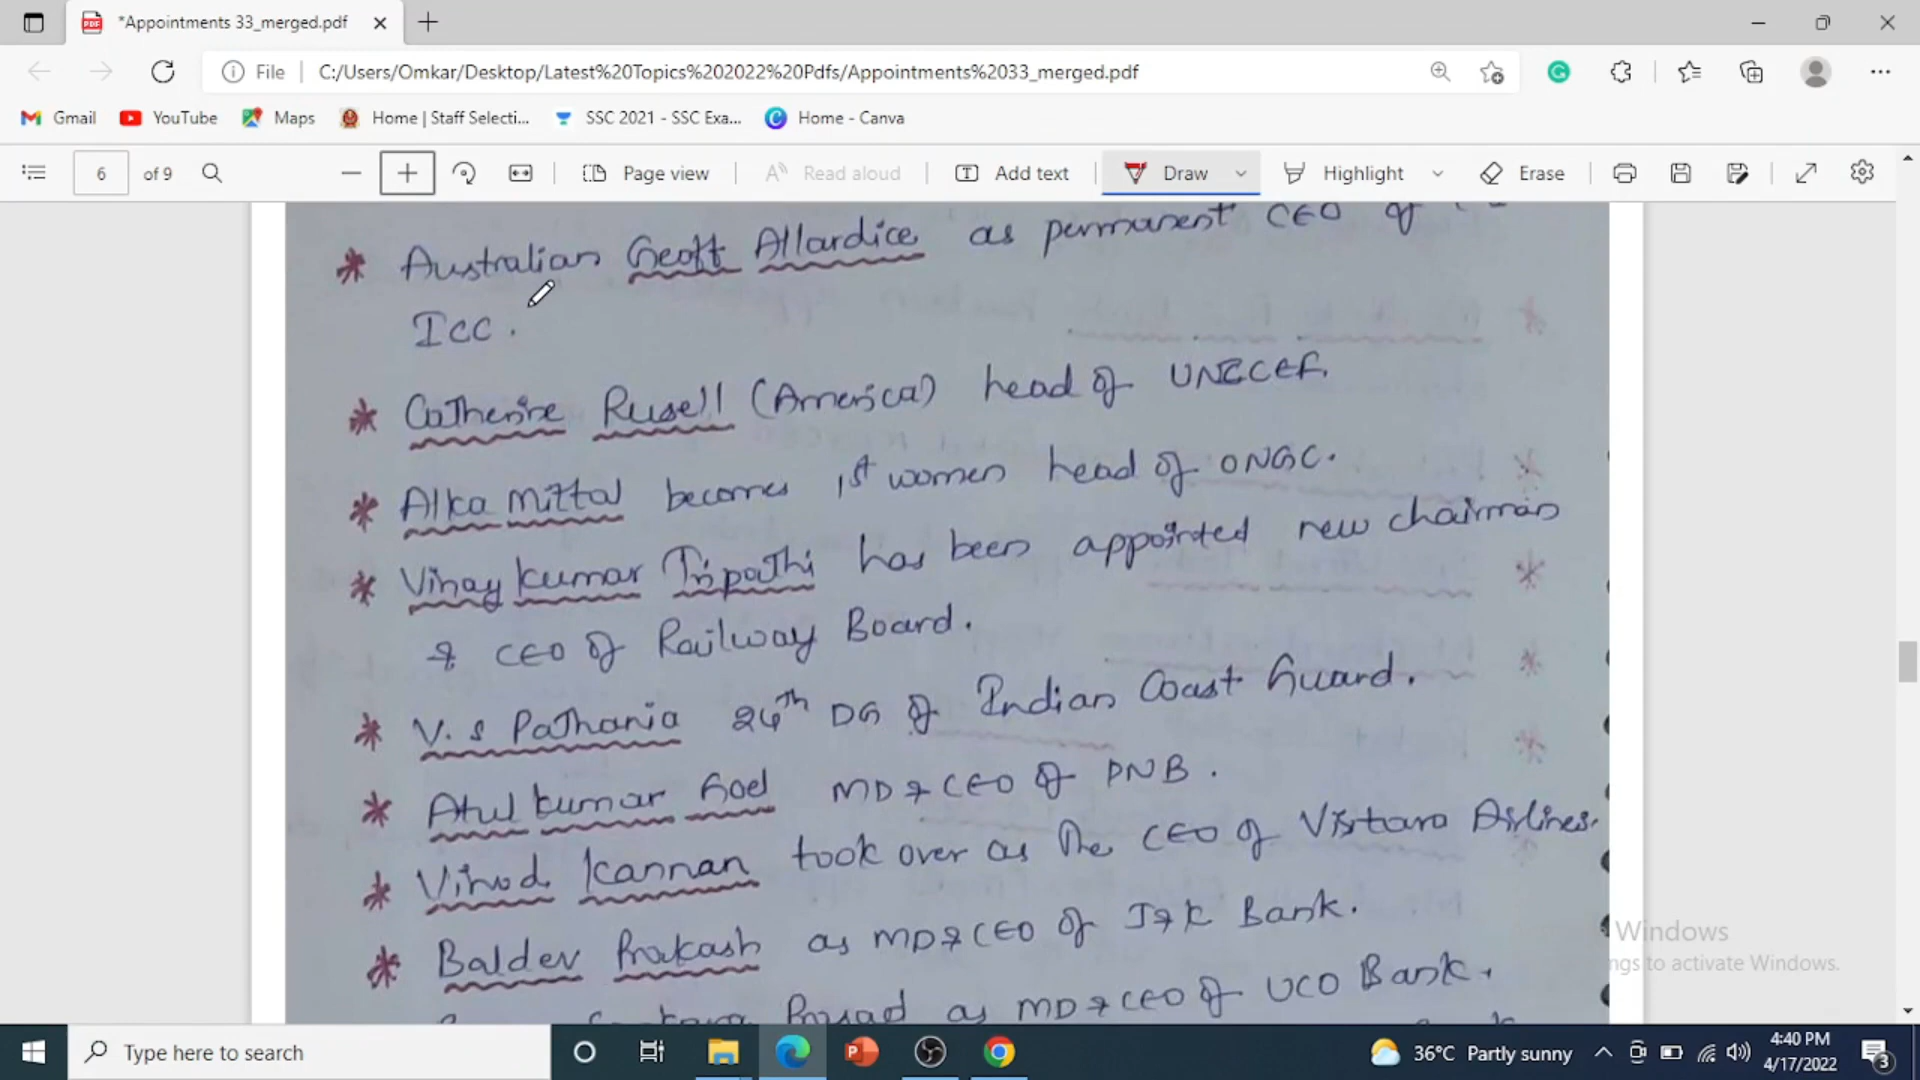 *Appointments 33_merged.pdf
File C:/Users/Omkar/Desktop/Latest%20Topics%202022%20Pdfs/Appointments%2033_merged.pdf
Gmail YouTube Maps Home | Staff Selecti... SSC 2021 - SSC Exa... Home - Canva
6 of 9 Page view Read aloud Add text Draw Highlight Erase
* Australian Geoff Allardice as permanent CEO of
ICC.
* Catherine Rusell (America) head of UNICEF.
* Alka Mittal becomes 1st women head of ONGC.
* Vinay kumar Tripathi has been appointed new chairman
& CEO of Railway Board.
* V.S Pathania 24th DG of Indian Coast Guard.
* Atul kumar Goel MD & CEO of PNB.
* Vinod Kannan took over as the CEO of Vistara Airlines.
* Baldev Prakash as MD & CEO of J&K Bank.
Prasad as MD & CEO of UCO Bank.
Windows
ngs to activate Windows.
Type here to search
36°C Partly sunny
4:40 PM
4/17/2022
3